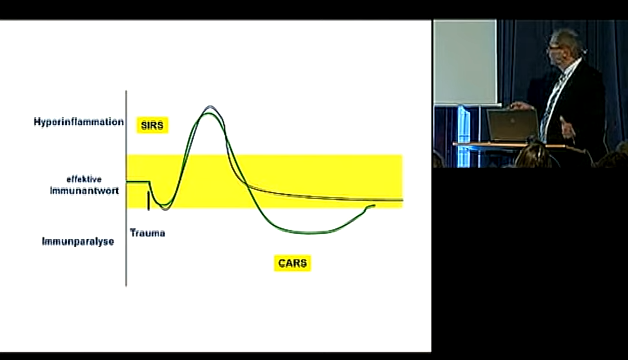 Hyperinflammation
SIRS
effektive
Immunantwort
Trauma
Immunparalyse
CARS